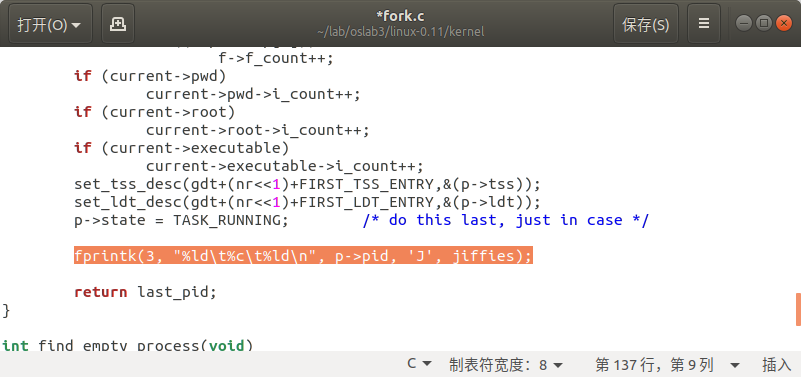 打开(O)
*fork.c
~/lab/oslab3/linux-0.11/kernel
保存(S)
f->f_count++;
if (current->pwd)
current->pwd->i_count++;
if (current->root)
current->root->i_count++;
if (current->executable)
current->executable->i_count++;
set_tss_desc(gdt+(nr<<1)+FIRST_TSS_ENTRY,&(p->tss));
set_ldt_desc(gdt+(nr<<1)+FIRST_LDT_ENTRY,&(p->ldt));
p->state = TASK_RUNNING; /* do this last, just in case */
fprintk(3, "%ld\t%c\t%ld\n", p->pid, 'J', jiffies);
return last_pid;
}
int find_empty_process(void)
C 制表符宽度：8 第 137 行，第 9 列 插入